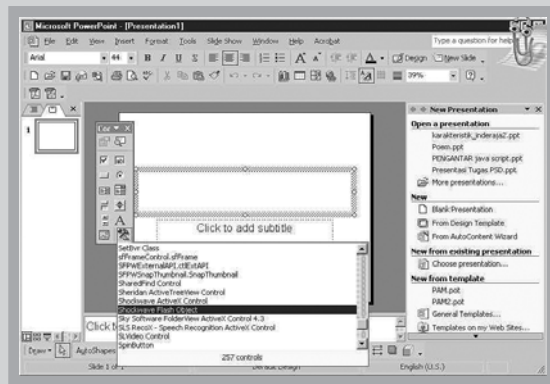 Microsoft PowerPoint - [Presentation1]
File Edit View Insert Format Tools Slide Show Window Help Acrobat
Type a question for help
Arial 44 B I U S A A A Design New Slide
39%
Cor
New Presentation
1
Open a presentation
karakteristik_inderaja2.ppt
Poem.ppt
PENGANTAR java script.ppt
Presentasi Tugas PSD.ppt
More presentations...
New
Blank Presentation
From Design Template
From AutoContent Wizard
New from existing presentation
Choose presentation...
New from template
PAM.pot
PAM2.pot
General Templates...
Templates on my Web Sites...
Click to add subtitle
SetBvr Class
sfFrameControl.sfFrame
SFPWExternalAPI.ctlExtAPI
SFPWSnapThumbnail.SnapThumbnail
SharedFind Control
Sheridan ActiveTreeView Control
Shockwave ActiveX Control
Shockwave Flash Object
Sky Software FolderView ActiveX Control 4.3
SLS RecoX - Speech Recognition ActiveX Control
SLVideo Control
SpinButton
257 controls
Click t
Draw AutoShapes
Slide 1 of 1 Default Design English (U.S.)